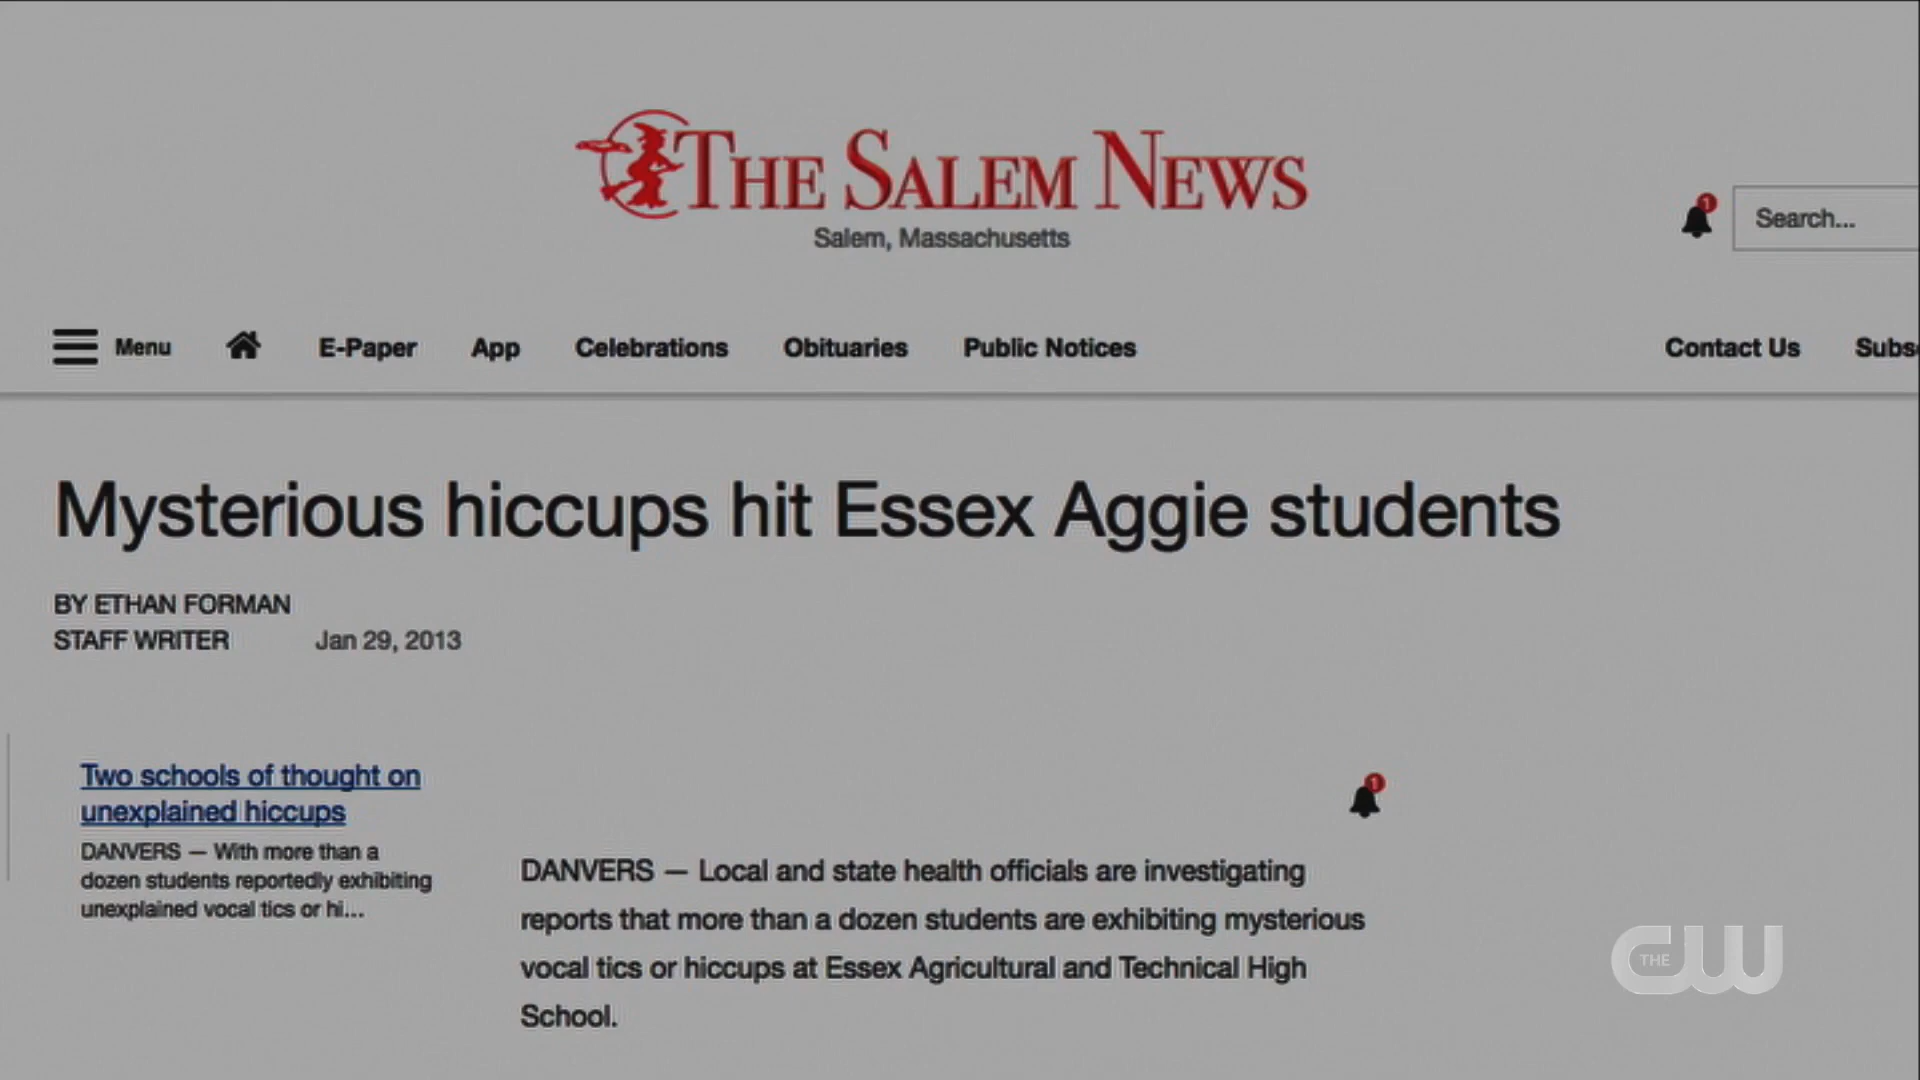 THE SALEM NEWS
Salem, Massachusetts
1
Search...
Menu
E-Paper
App
Celebrations
Obituaries
Public Notices
Contact Us
Mysterious hiccups hit Essex Aggie students
BY ETHAN FORMAN
STAFF WRITER
Jan 29, 2013
Two schools of thought on
unexplained hiccups
DANVERS — With more than a
dozen students reportedly exhibiting
unexplained vocal tics or hi...
1
DANVERS — Local and state health officials are investigating
reports that more than a dozen students are exhibiting mysterious
vocal tics or hiccups at Essex Agricultural and Technical High
School.
THE CW